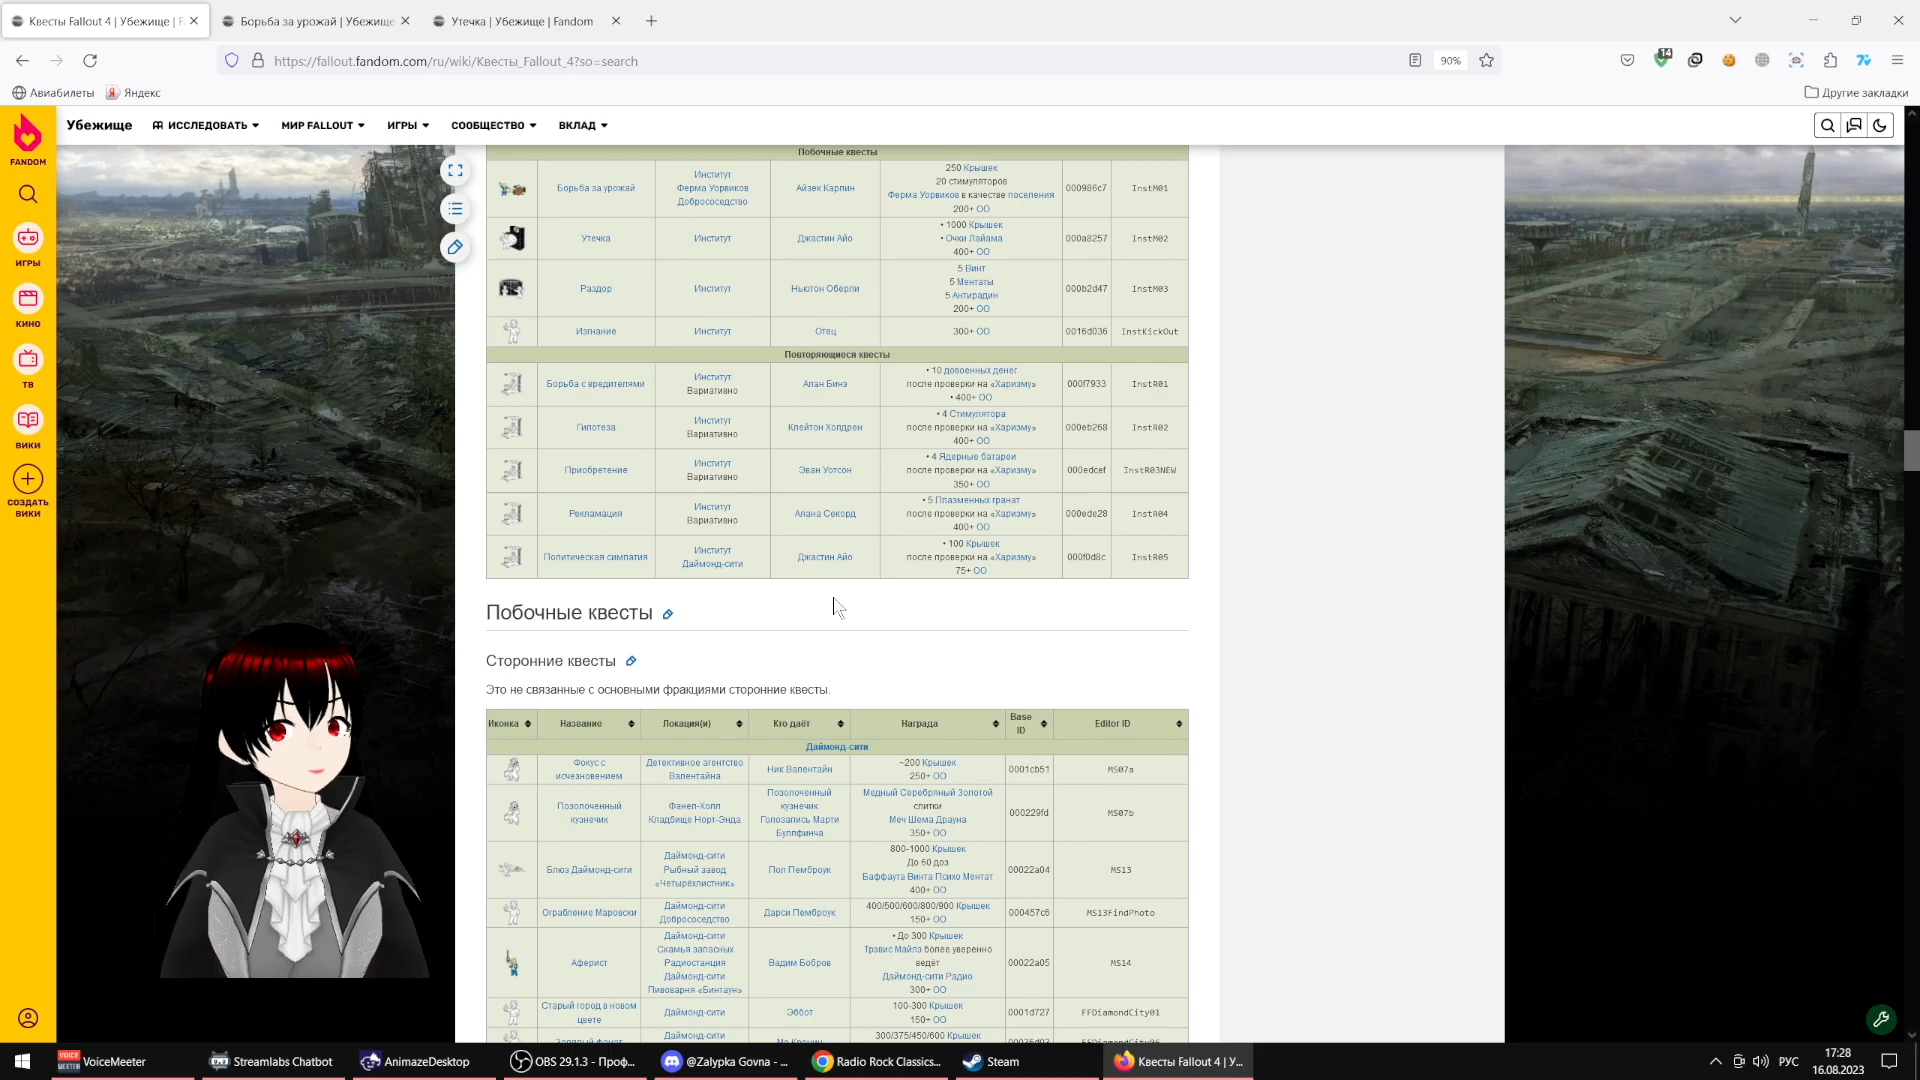 Квесты Fallout 4 | Убежище | F
Борьба за урожай | Убежище
Утечка | Убежище | Fandom
https://fallout.fandom.com/ru/wiki/Квесты_Fallout_4?so=search
90%
14
Авиабилеты
Яндекс
Другие закладки
FANDOM
ИГРЫ
КИНО
ТВ
ВИКИ
СОЗДАТЬ
ВИКИ
Убежище
ИССЛЕДОВАТЬ
МИР FALLOUT
ИГРЫ
СООБЩЕСТВО
ВКЛАД
Побочные квесты
Борьба за урожай
Институт
Ферма Уорвиков
Добрососедство
Айзек Карлин
250 Крышек
20 стимуляторов
Ферма Уорвиков в качестве поселения
200+ ОО
000986c7
InstM01
Утечка
Институт
Джастин Айо
• 1000 Крышек
• Очки Лайама
400+ ОО
000a8257
InstM02
Раздор
Институт
Ньютон Оберли
5 Винт
5 Ментаты
5 Антирадин
200+ ОО
000b2d47
InstM03
Изгнание
Институт
Отец
300+ ОО
0016d036
InstKickOut
Повторяющиеся квесты
Борьба с вредителями
Институт
Вариативно
Алан Бинэ
• 10 довоенных денег
после проверки на «Харизму»
• 400+ ОО
000f7933
InstR01
Гипотеза
Институт
Вариативно
Клейтон Холдрен
• 4 Стимулятора
после проверки на «Харизму»
400+ ОО
000eb268
InstR02
Приобретение
Институт
Вариативно
Эван Уотсон
• 4 Ядерные батареи
после проверки на «Харизму»
350+ ОО
000edcef
InstR03NEW
Рекламация
Институт
Вариативно
Алана Секорд
• 5 Плазменных гранат
после проверки на «Харизму»
400+ ОО
000ede28
InstR04
Политическая симпатия
Институт
Даймонд-сити
Джастин Айо
• 100 Крышек
после проверки на «Харизму»
75+ ОО
000f0d8c
InstR05
Побочные квесты
Сторонние квесты
Это не связанные с основными фракциями сторонние квесты.
Иконка
Название
Локация(и)
Кто даёт
Награда
Base
ID
Editor ID
Даймонд-сити
Фокус с
исчезновением
Детективное агентство
Валентайна
Ник Валентайн
~200 Крышек
250+ ОО
0001cb51
MS07a
Позолоченный
кузнечик
Фанел-Холл
Кладбище Норт-Энда
Позолоченный
кузнечик
Голозапись Марти
Буллфинча
Медный Серебряный Золотой
слитки
Меч Шема Драуна
350+ ОО
000229fd
MS07b
Блюз Даймонд-сити
Даймонд-сити
Рыбный завод
«Четырёхлистник»
Пол Пемброук
800-1000 Крышек
До 60 доз
Баффаута Винта Психо Ментат
400+ ОО
00022a04
MS13
Ограбление Маровски
Даймонд-сити
Добрососедство
Дарси Пемброук
400/500/600/800/900 Крышек
150+ ОО
000457c6
MS13FindPhoto
Аферист
Даймонд-сити
Скамья запасных
Радиостанция
Даймонд-сити
Пивоварня «Бинтаун»
Вадим Бобров
• До 300 Крышек
Трэвис Майлз более уверенно
ведёт
Даймонд-сити Радио
300+ ОО
00022a05
MS14
Старый город в новом
цвете
Даймонд-сити
Эббот
100-300 Крышек
150+ ОО
0001d727
FFDiamondCity01
Даймонд-сити
300/375/450/600 Крышек
VoiceMeeter
Streamlabs Chatbot
AnimazeDesktop
OBS 29.1.3 - Проф...
@Zalypka Govna - ...
Radio Rock Classics...
Steam
Квесты Fallout 4 | У...
РУС
17:28
16.08.2023